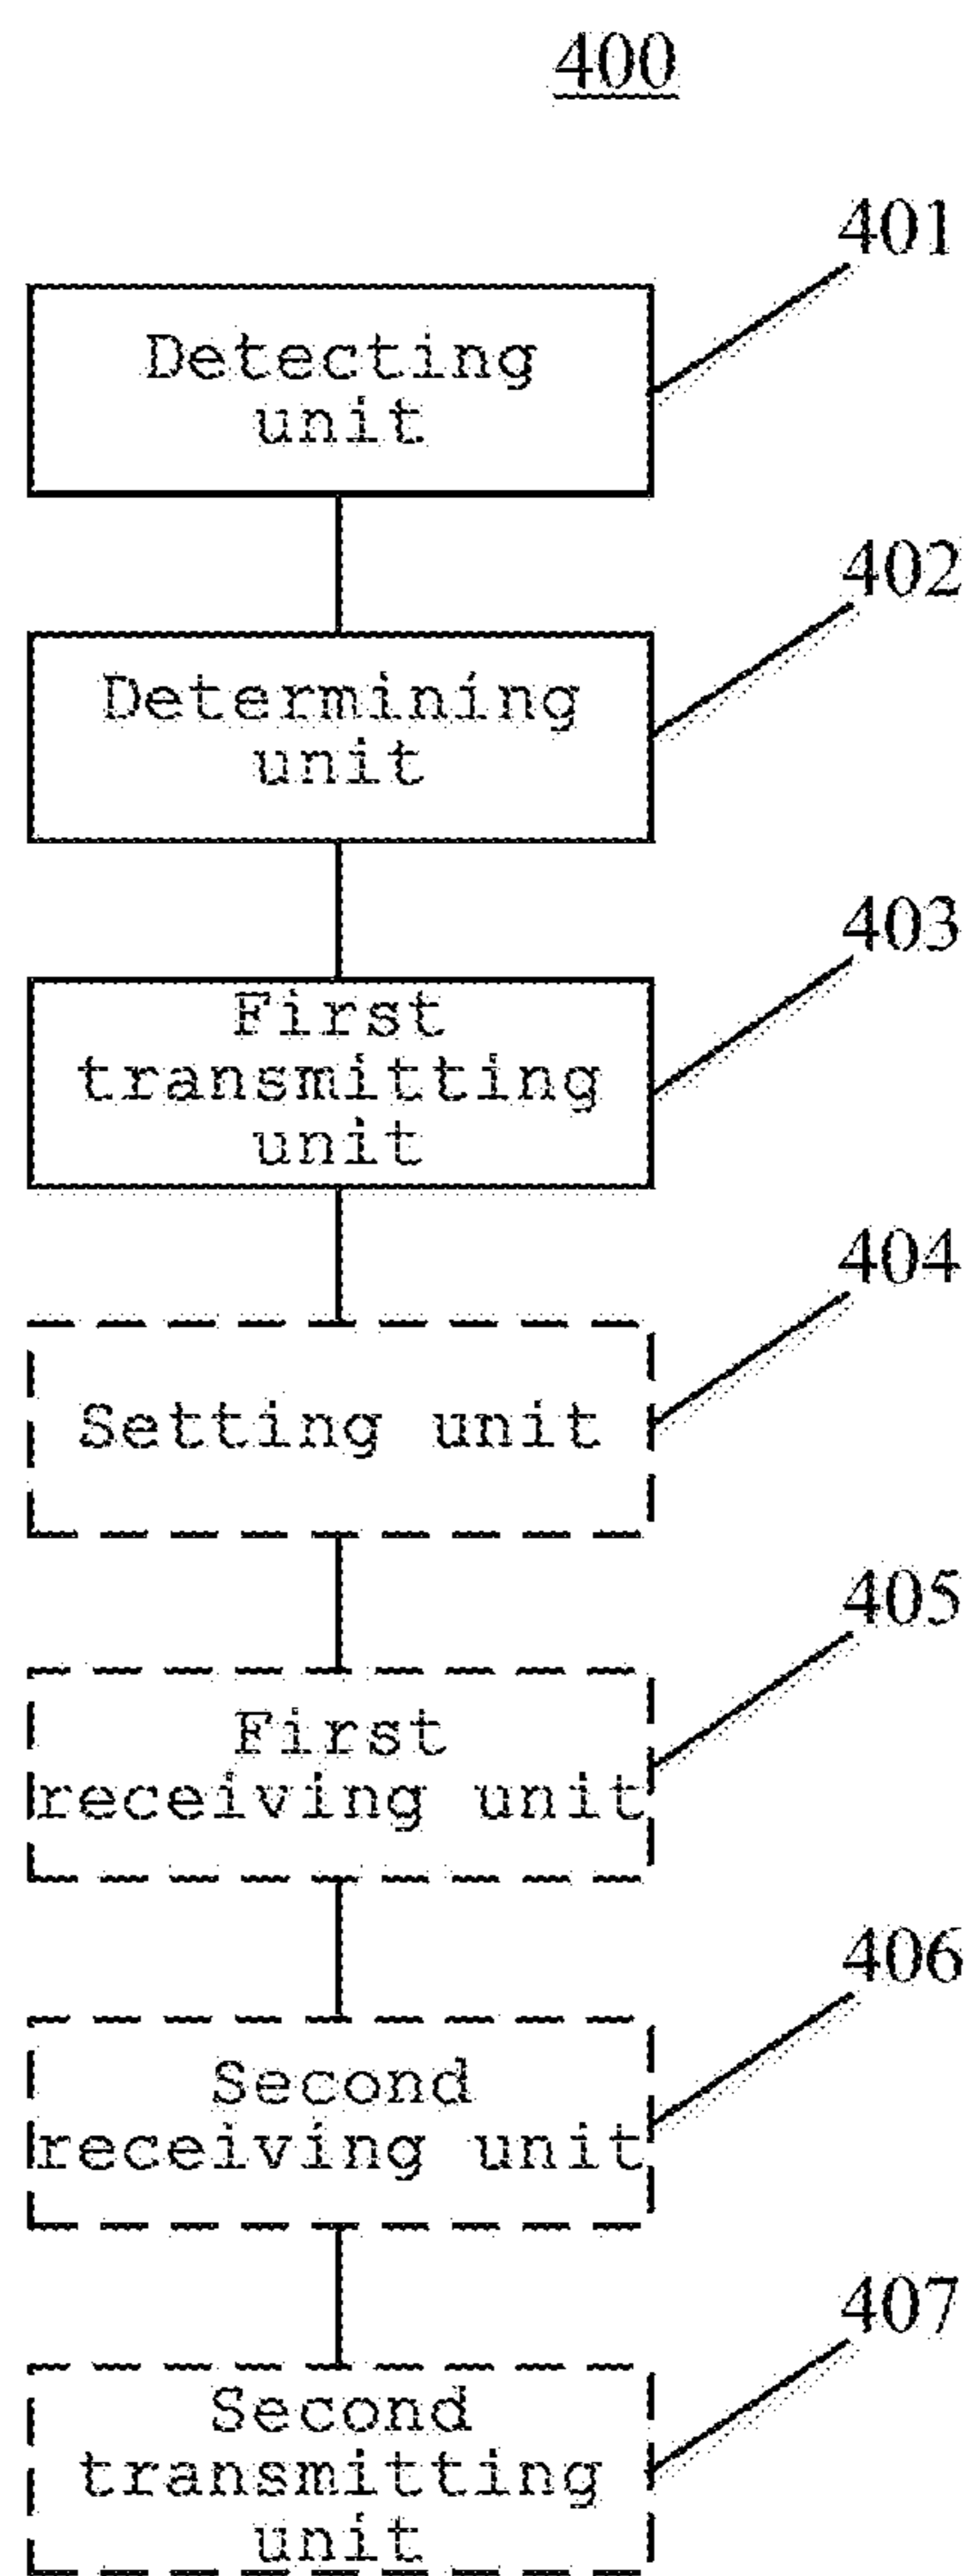 400
401
Detecting
unit
402
Determining
unit
403
First
transmitting
unit
404
Setting unit
405
First
receiving unit
406
Second
receiving unit
407
Second
transmitting
unit